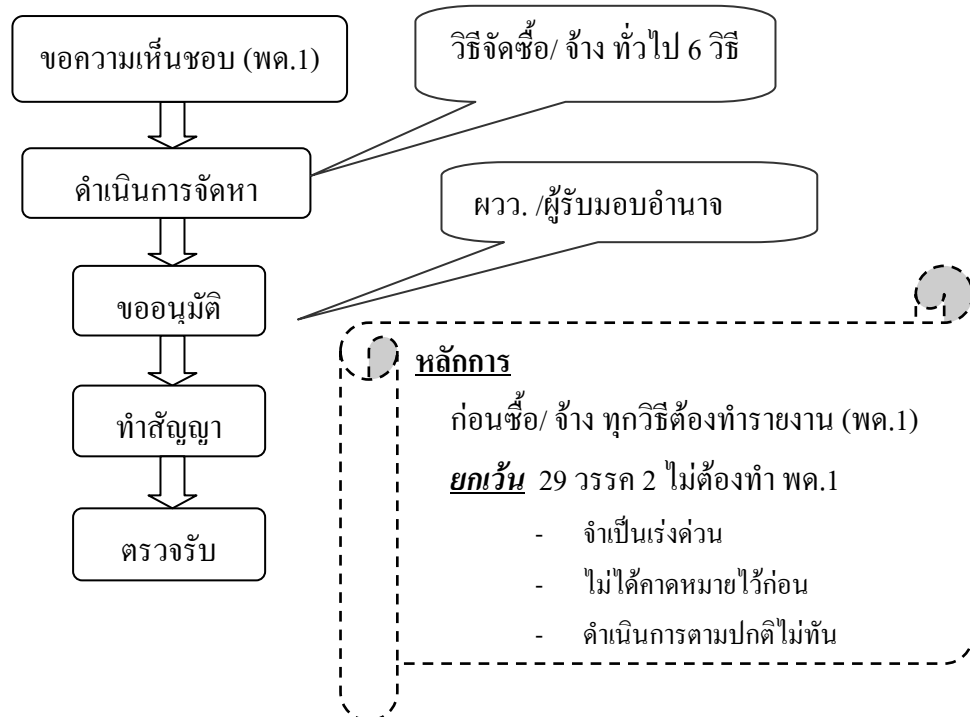 ขอความเห็นชอบ (พด.1)
วิธีจัดซื้อ/ จ้าง ทั่วไป 6 วิธี
ดำเนินการจัดหา
ผวว. /ผู้รับมอบอำนาจ
ขออนุมัติ
หลักการ
ก่อนซื้อ/ จ้าง ทุกวิธีต้องทำรายงาน (พด.1)
ทำสัญญา
ยกเว้น 29 วรรค 2 ไม่ต้องทำ พด.1
- จำเป็นเร่งด่วน
ตรวจรับ
- ไม่ได้คาดหมายไว้ก่อน
- ดำเนินการตามปกติไม่ทัน